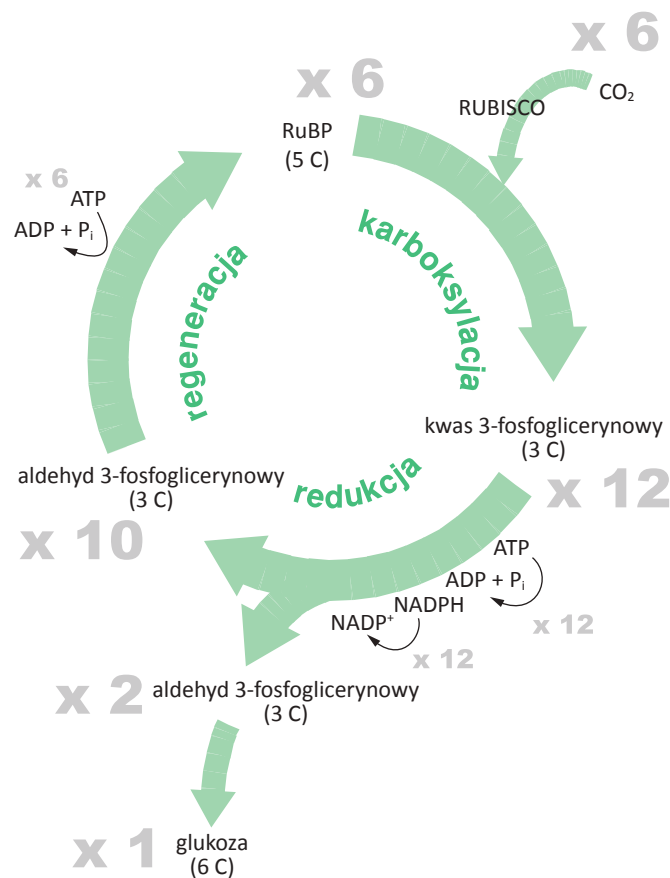 x 6
x 6
CO₂
RUBISCO
RuBP
(5 C)
x 6
ATP
ADP + Pᵢ
karboksylacja
regeneracja
redukcja
kwas 3-fosfoglicerynowy
(3 C)
x 12
aldehyd 3-fosfoglicerynowy
(3 C)
x 10
ATP
ADP + Pᵢ
x 12
NADPH
NADP⁺
x 12
x 2
aldehyd 3-fosfoglicerynowy
(3 C)
x 1
glukoza
(6 C)